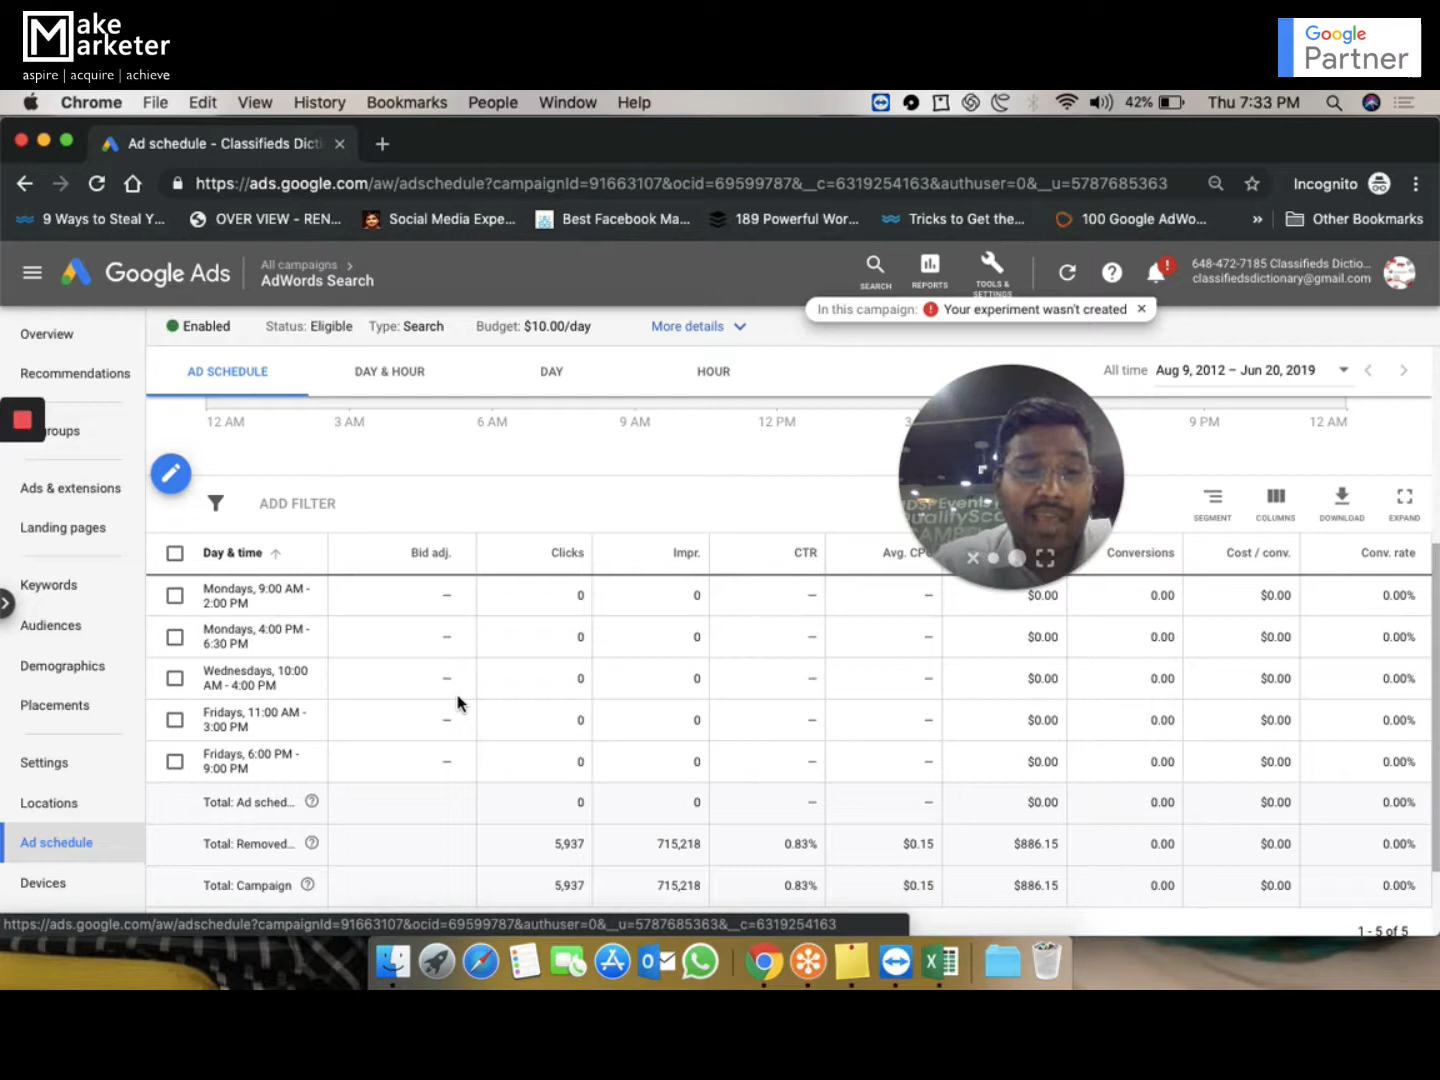 Make
Marketer
aspire | acquire | achieve
Google
Partner
Chrome File Edit View History Bookmarks People Window Help 42% Thu 7:33 PM
Ad schedule - Classifieds Dicti
https://ads.google.com/aw/adschedule?campaignId=91663107&ocid=69599787&__c=6319254163&authuser=0&__u=5787685363 Incognito
9 Ways to Steal Y... OVER VIEW - REN... Social Media Expe... Best Facebook Ma... 189 Powerful Wor... Tricks to Get the... 100 Google AdWo... » Other Bookmarks
Google Ads
All campaigns >
AdWords Search
SEARCH REPORTS TOOLS & SETTINGS
648-472-7185 Classifieds Dictio...
classifiedsdictionary@gmail.com
In this campaign: Your experiment wasn't created ×
Enabled Status: Eligible Type: Search Budget: $10.00/day More details
AD SCHEDULE DAY & HOUR DAY HOUR All time Aug 9, 2012 – Jun 20, 2019
12 AM 3 AM 6 AM 9 AM 12 PM 9 PM 12 AM
Overview
Recommendations
groups
Ads & extensions
Landing pages
Keywords
Audiences
Demographics
Placements
Settings
Locations
Ad schedule
Devices
ADD FILTER SEGMENT COLUMNS DOWNLOAD EXPAND
Day & time Bid adj. Clicks Impr. CTR Avg. Conversions Cost / conv. Conv. rate
Mondays, 9:00 AM - 2:00 PM – 0 0 – – $0.00 0.00 $0.00 0.00%
Mondays, 4:00 PM - 6:30 PM – 0 0 – – $0.00 0.00 $0.00 0.00%
Wednesdays, 10:00 AM - 4:00 PM – 0 0 – – $0.00 0.00 $0.00 0.00%
Fridays, 11:00 AM - 3:00 PM – 0 0 – – $0.00 0.00 $0.00 0.00%
Fridays, 6:00 PM - 9:00 PM – 0 0 – – $0.00 0.00 $0.00 0.00%
Total: Ad sched... 0 0 – – $0.00 0.00 $0.00 0.00%
Total: Removed... 5,937 715,218 0.83% $0.15 $886.15 0.00 $0.00 0.00%
Total: Campaign 5,937 715,218 0.83% $0.15 $886.15 0.00 $0.00 0.00%
https://ads.google.com/aw/adschedule?campaignId=91663107&ocid=69599787&authuser=0&__u=5787685363&__c=6319254163
1 - 5 of 5